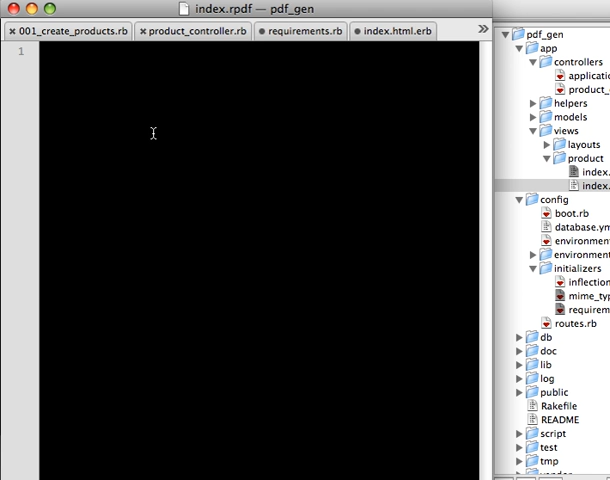 index.rpdf — pdf_gen
001_create_products.rb
product_controller.rb
requirements.rb
index.html.erb
»
1
pdf_gen
app
controllers
applicatio
product_
helpers
models
views
layouts
product
index.
index.
config
boot.rb
database.ym
environment
environment
initializers
inflection
mime_typ
requirem
routes.rb
db
doc
lib
log
public
Rakefile
README
script
test
tmp